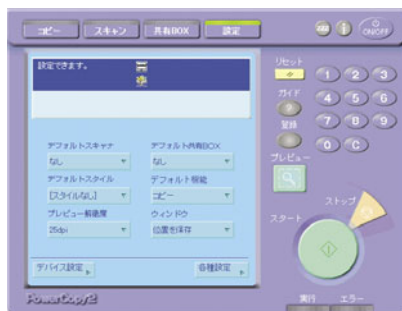 コピー スキャン 共有BOX 設定
ON/OFF
設定できます。
リセット
1 2 3
ガイド
4 5 6
登録
7 8 9
0 C
プレビュー
デフォルトスキャナ デフォルト共有BOX
なし なし
デフォルトスタイル デフォルト機能
[スタイルなし] コピー
プレビュー解像度 ウィンドウ
25dpi 位置を保存
ストップ
スタート
デバイス設定 各種設定
PowerCopy2
実行 エラー